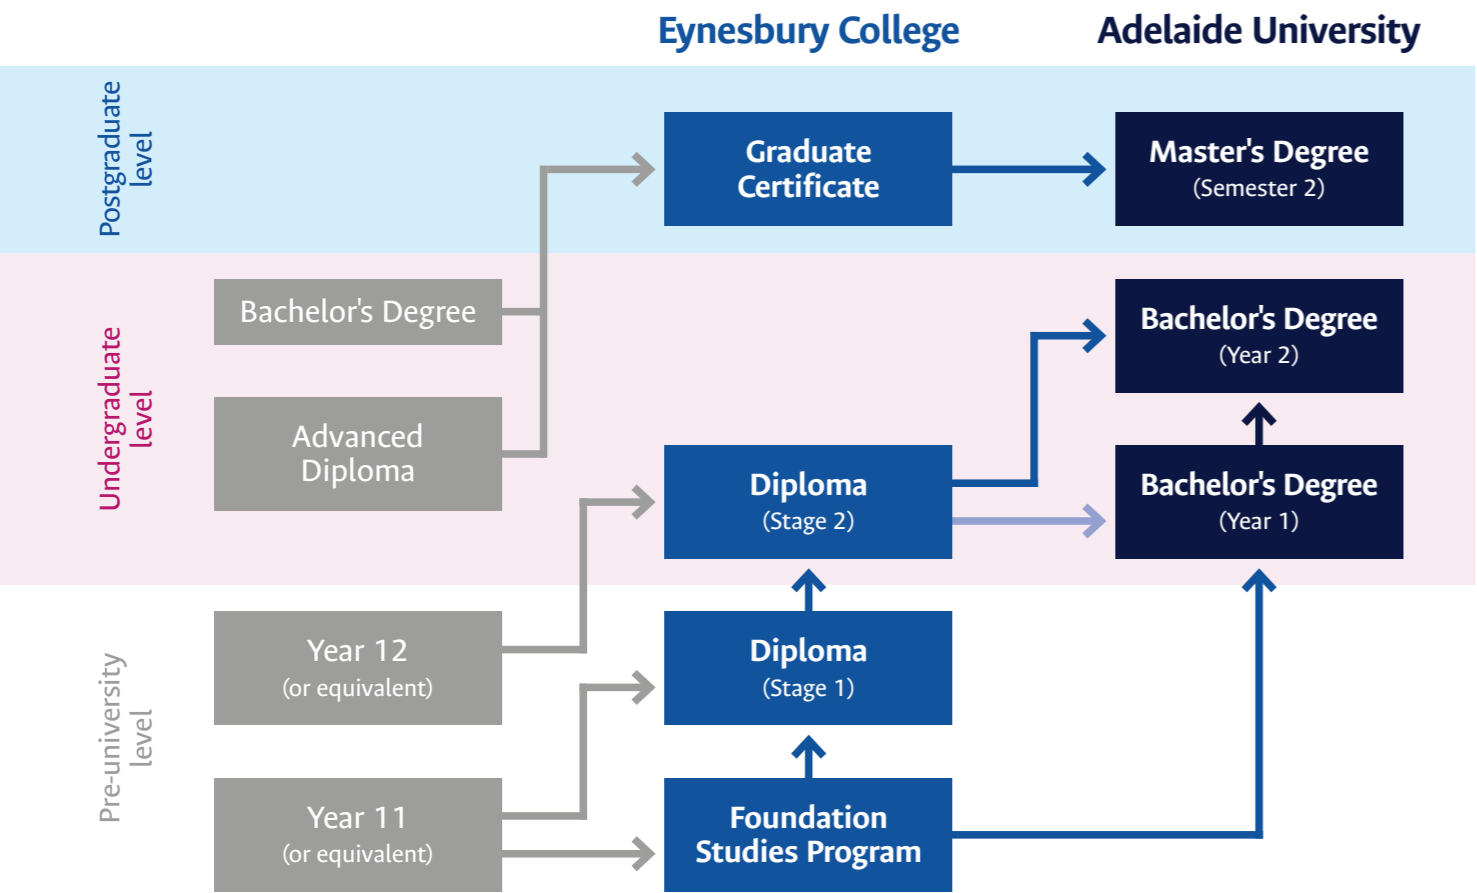 Eynesbury College
Adelaide University
Postgraduate
level
Graduate
Certificate
Master's Degree
(Semester 2)
Undergraduate
level
Bachelor's Degree
Advanced
Diploma
Diploma
(Stage 2)
Bachelor's Degree
(Year 2)
Bachelor's Degree
(Year 1)
Pre-university
level
Year 12
(or equivalent)
Diploma
(Stage 1)
Year 11
(or equivalent)
Foundation
Studies Program